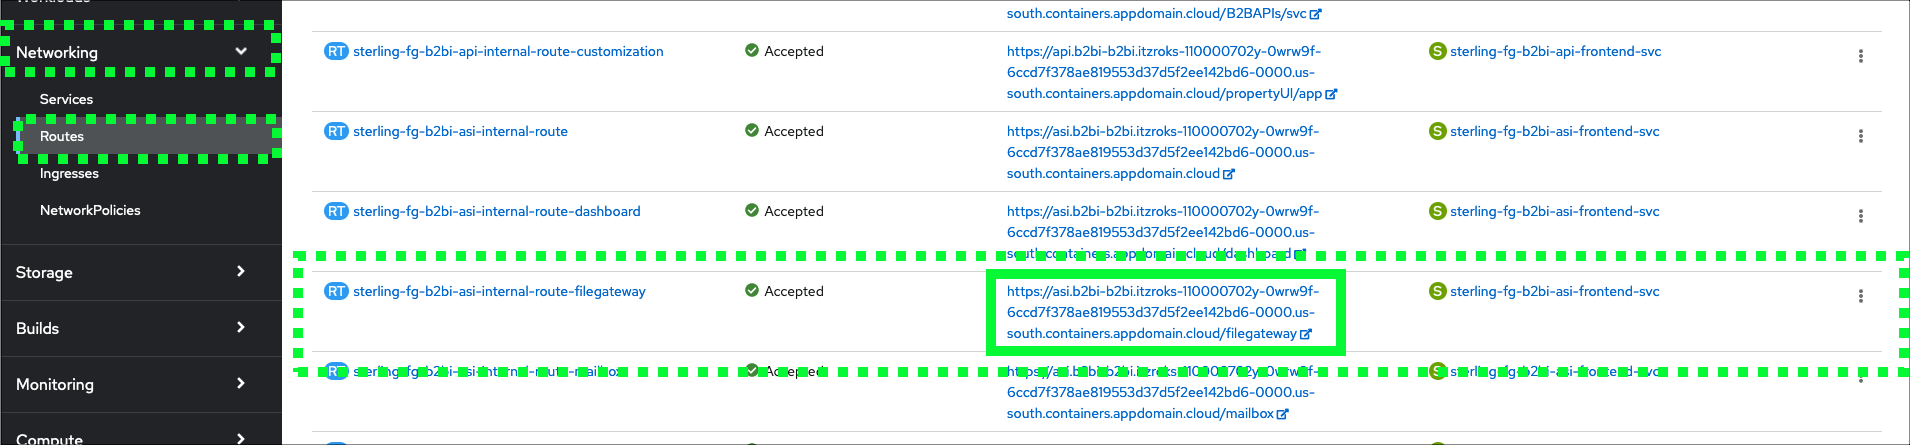 Workloads
Networking
Services
Routes
Ingresses
NetworkPolicies
Storage
Builds
Monitoring
Compute
south.containers.appdomain.cloud/B2BAPIs/svc
RT sterling-fg-b2bi-api-internal-route-customization
Accepted
https://api.b2bi-b2bi.itzroks-110000702y-0wrw9f-
6ccd7f378ae819553d37d5f2ee142bd6-0000.us-
south.containers.appdomain.cloud/propertyUI/app
S sterling-fg-b2bi-api-frontend-svc
RT sterling-fg-b2bi-asi-internal-route
Accepted
https://asi.b2bi-b2bi.itzroks-110000702y-0wrw9f-
6ccd7f378ae819553d37d5f2ee142bd6-0000.us-
south.containers.appdomain.cloud
S sterling-fg-b2bi-asi-frontend-svc
RT sterling-fg-b2bi-asi-internal-route-dashboard
Accepted
https://asi.b2bi-b2bi.itzroks-110000702y-0wrw9f-
6ccd7f378ae819553d37d5f2ee142bd6-0000.us-
south.containers.appdomain.cloud/dashboard
S sterling-fg-b2bi-asi-frontend-svc
RT sterling-fg-b2bi-asi-internal-route-filegateway
Accepted
https://asi.b2bi-b2bi.itzroks-110000702y-0wrw9f-
6ccd7f378ae819553d37d5f2ee142bd6-0000.us-
south.containers.appdomain.cloud/filegateway
S sterling-fg-b2bi-asi-frontend-svc
RT sterling-fg-b2bi-asi-internal-route-mailbox
Accepted
https://asi.b2bi-b2bi.itzroks-110000702y-0wrw9f-
6ccd7f378ae819553d37d5f2ee142bd6-0000.us-
south.containers.appdomain.cloud/mailbox
S sterling-fg-b2bi-asi-frontend-svc